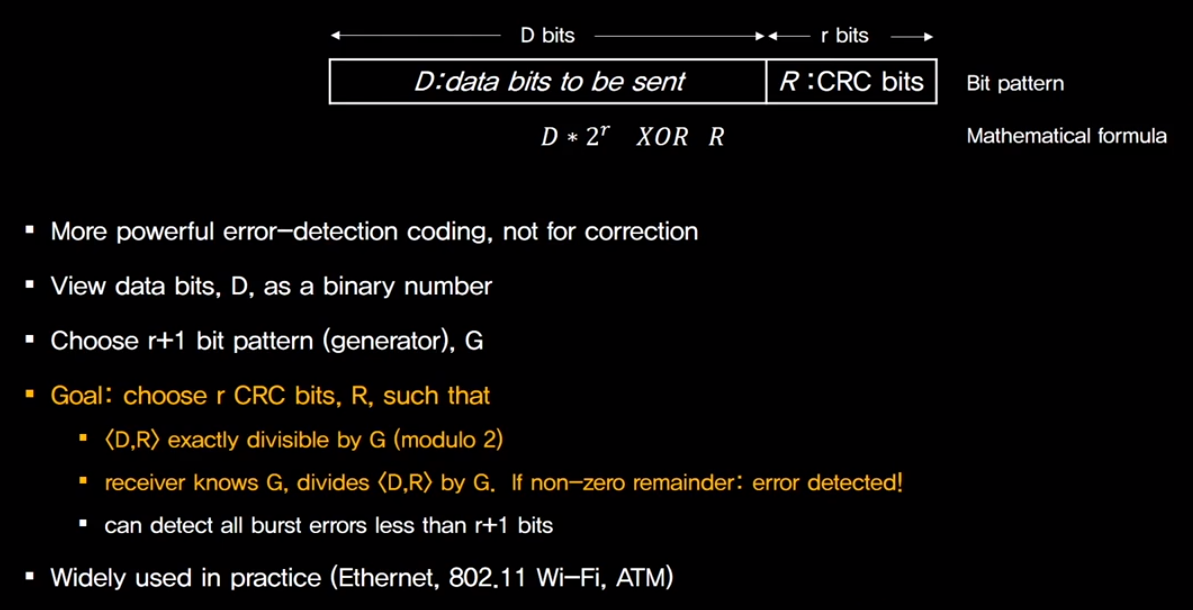 D bits r bits
D:data bits to be sent R :CRC bits Bit pattern
D * 2^r XOR R Mathematical formula
▪ More powerful error-detection coding, not for correction
▪ View data bits, D, as a binary number
▪ Choose r+1 bit pattern (generator), G
▪ Goal: choose r CRC bits, R, such that
▪ 〈D,R〉 exactly divisible by G (modulo 2)
▪ receiver knows G, divides 〈D,R〉 by G. If non-zero remainder: error detected!
▪ can detect all burst errors less than r+1 bits
▪ Widely used in practice (Ethernet, 802.11 Wi-Fi, ATM)